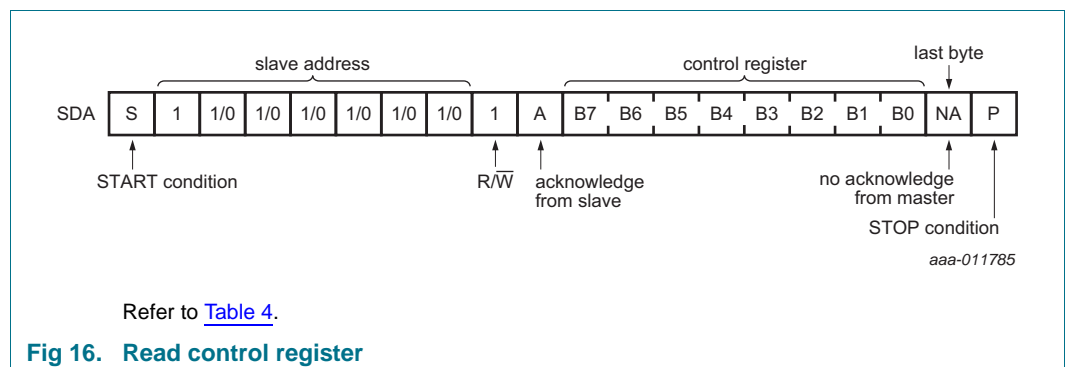 last byte
slave address
control register
SDA S 1 1/0 1/0 1/0 1/0 1/0 1/0 1 A B7 B6 B5 B4 B3 B2 B1 B0 NA P
START condition
R/W̅
acknowledge
from slave
no acknowledge
from master
STOP condition
aaa-011785
Refer to Table 4.
Fig 16. Read control register